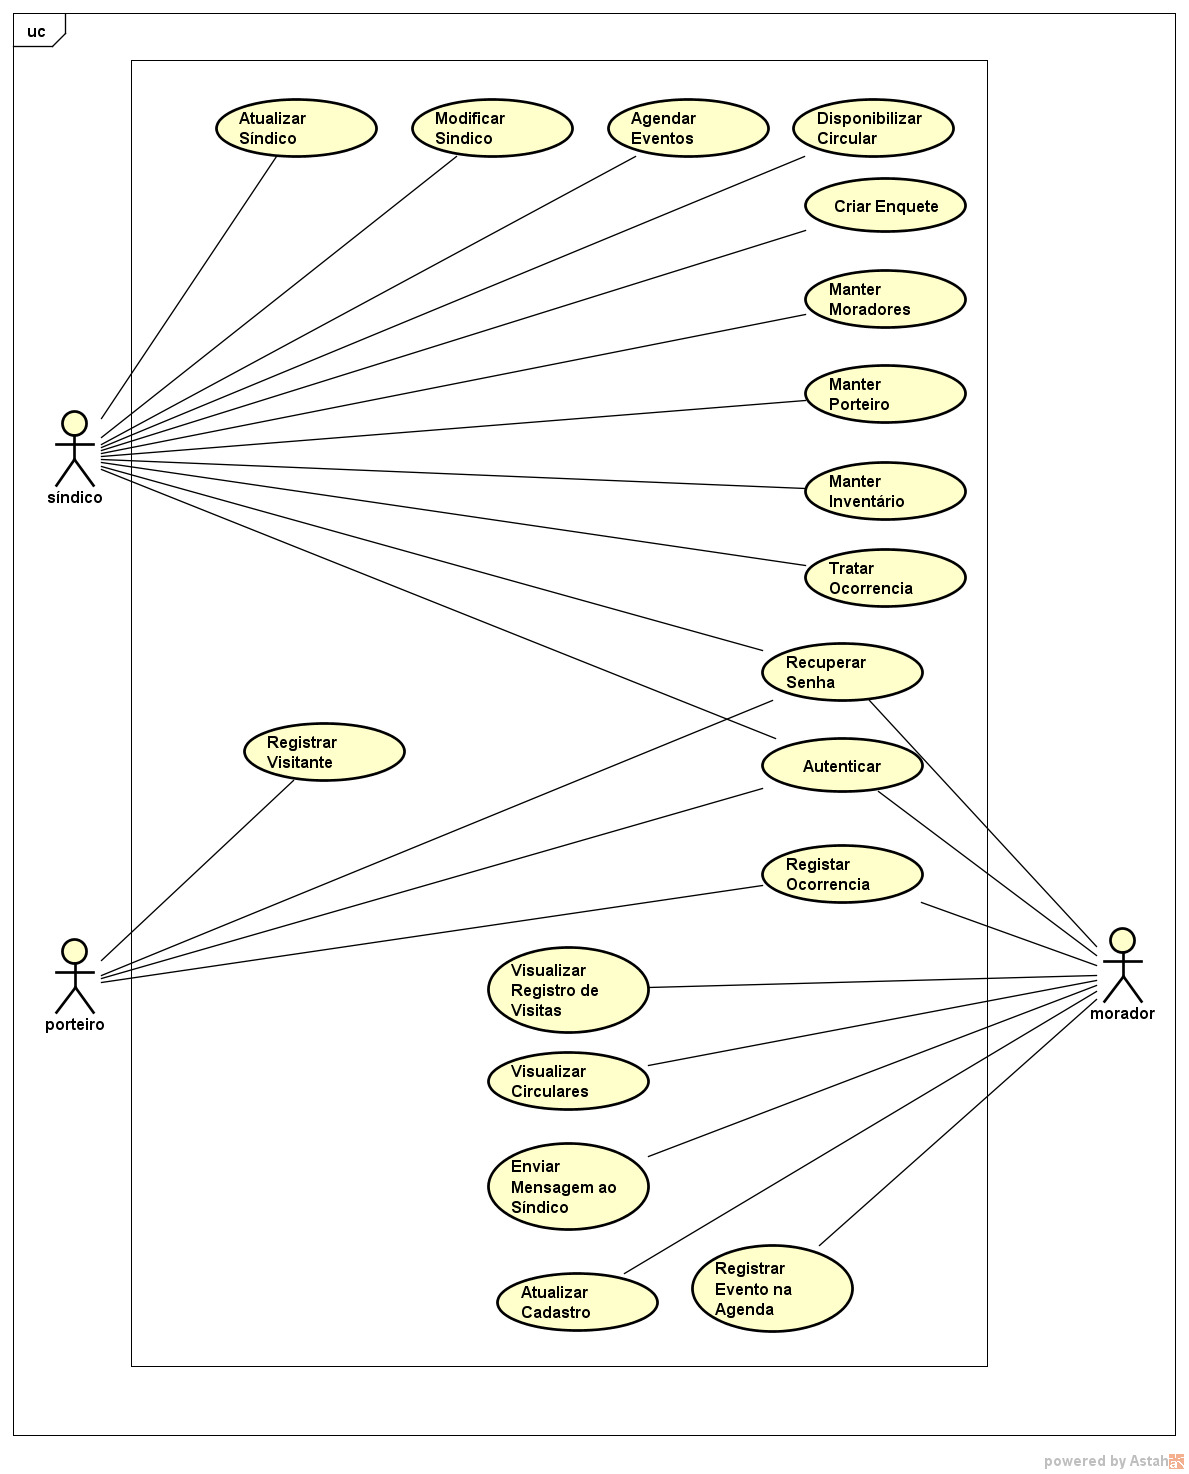 uc
Atualizar
Síndico
Modificar
Sindico
Agendar
Eventos
Disponibilizar
Circular
Criar Enquete
Manter
Moradores
Manter
Porteiro
síndico
Manter
Inventário
Tratar
Ocorrencia
Recuperar
Senha
Registrar
Visitante
Autenticar
Registar
Ocorrencia
Visualizar
Registro de
Visitas
porteiro
morador
Visualizar
Circulares
Enviar
Mensagem ao
Síndico
Atualizar
Cadastro
Registrar
Evento na
Agenda
powered by Astah